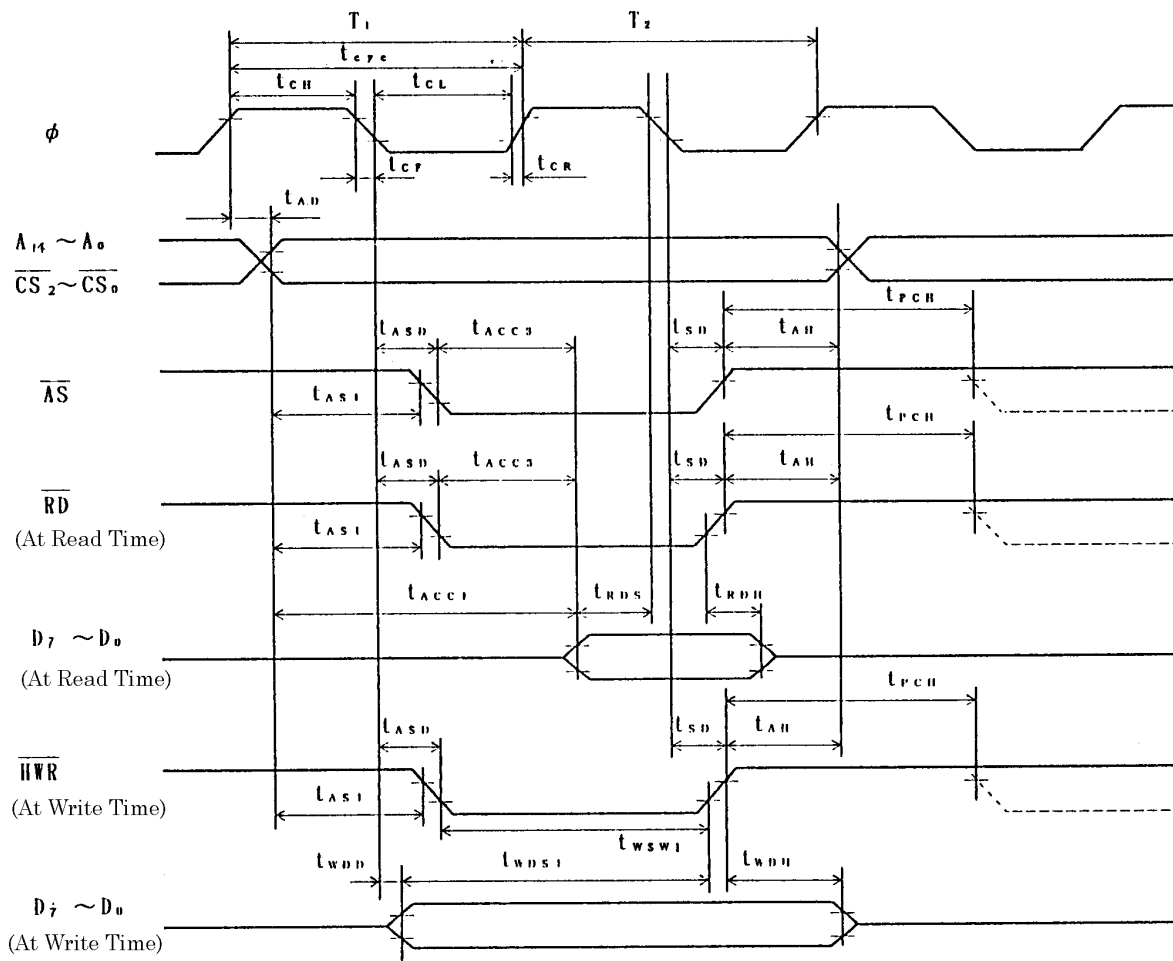 T₁ T₂
tcyc
tCH tCL
φ
tCF tCR
tAD
A₁₄ ~ A₀
CS₂ ~ CS₀
tPCH
tASD tACC3 tSD tAH
AS
tAS1
tPCH
tASD tACC3 tSD tAH
RD
(At Read Time)
tAS1
tACC1 tRDS tRDH
D₇ ~ D₀
(At Read Time)
tPCH
tASD tSD tAH
HWR
(At Write Time)
tAS1
tWSW1
tWDD tWDS1 tWDH
D₇ ~ D₀
(At Write Time)